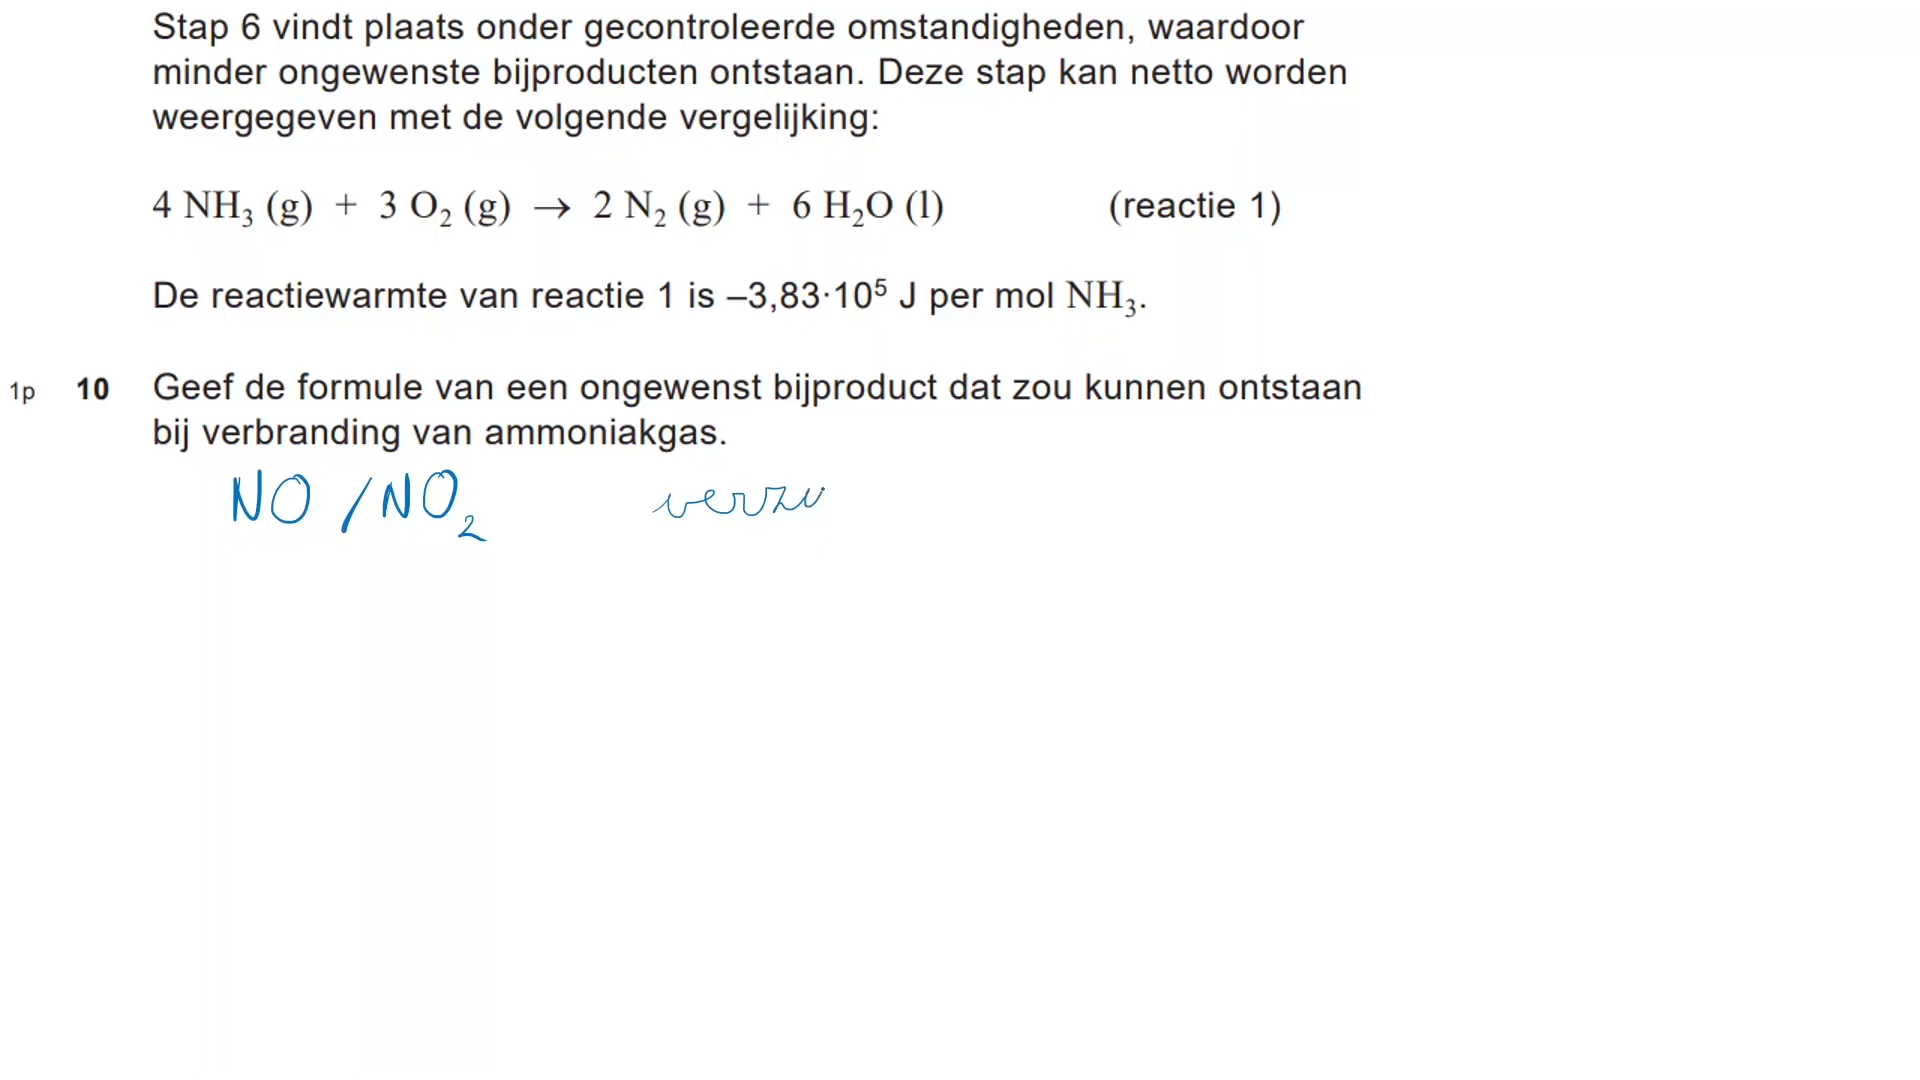 Stap 6 vindt plaats onder gecontroleerde omstandigheden, waardoor
minder ongewenste bijproducten ontstaan. Deze stap kan netto worden
weergegeven met de volgende vergelijking:
4 NH₃ (g) + 3 O₂ (g) → 2 N₂ (g) + 6 H₂O (l) (reactie 1)
De reactiewarmte van reactie 1 is –3,83·10⁵ J per mol NH₃.
1p 10 Geef de formule van een ongewenst bijproduct dat zou kunnen ontstaan
bij verbranding van ammoniakgas.
NO / NO₂ verzu